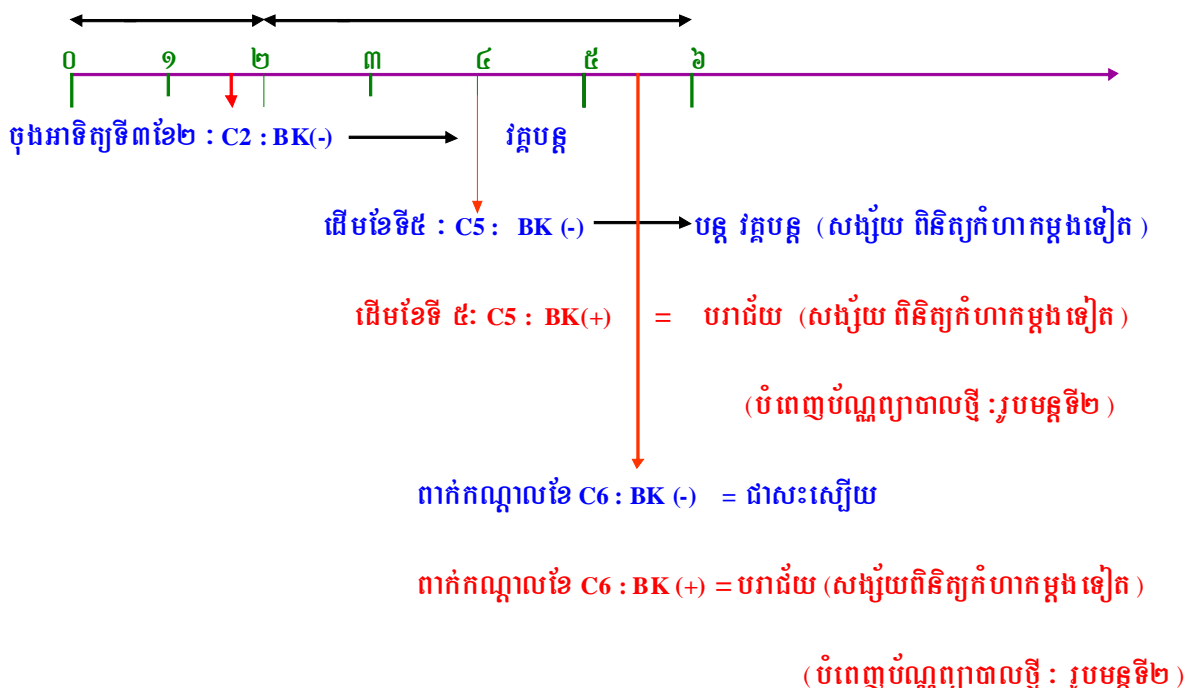 ០ ១ ២ ៣ ៤ ៥ ៦
ចុងអាទិត្យទី៣ខែ២ : C2 : BK(-) វគ្គបន្ត
ដើមខែទី៥ : C5 : BK (-) បន្ត វគ្គបន្ត (សង្ស័យ ពិនិត្យកំហាកម្តងទៀត )
ដើមខែទី ៥: C5 : BK(+) = បរាជ័យ (សង្ស័យ ពិនិត្យកំហាកម្តងទៀត )
(បំពេញប័ណ្ណព្យាបាលថ្មី :រូបមន្តទី២ )
ពាក់កណ្តាលខែ C6 : BK (-) = ជាសះស្បើយ
ពាក់កណ្តាលខែ C6 : BK (+) = បរាជ័យ (សង្ស័យពិនិត្យកំហាកម្តងទៀត )
( បំពេញប័ណ្ណព្យាបាលថ្មី : រូបមន្តទី២ )